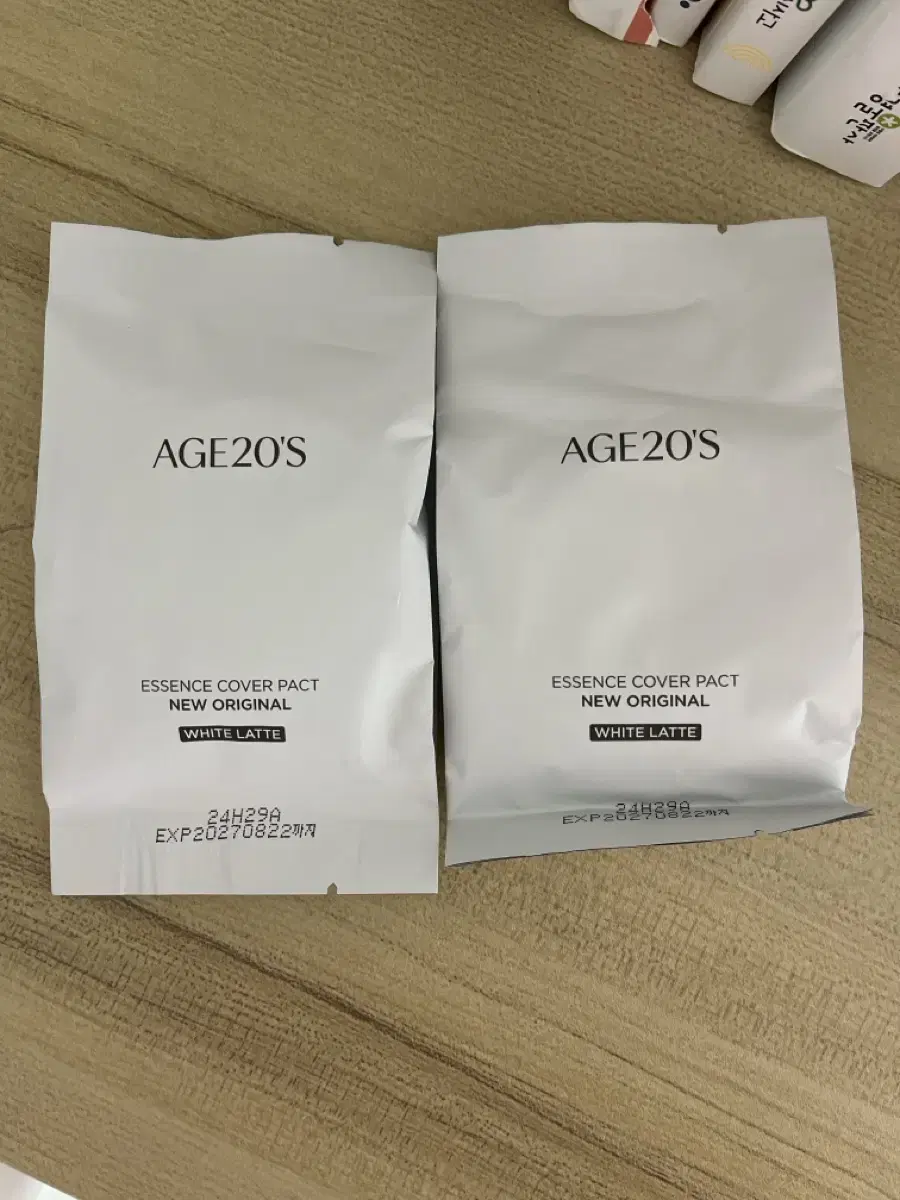 AGE20'S
ESSENCE COVER PACT
NEW ORIGINAL
WHITE LATTE
24H29A
EXP20270822까지
AGE20'S
ESSENCE COVER PACT
NEW ORIGINAL
WHITE LATTE
24H29A
EXP20270822까지